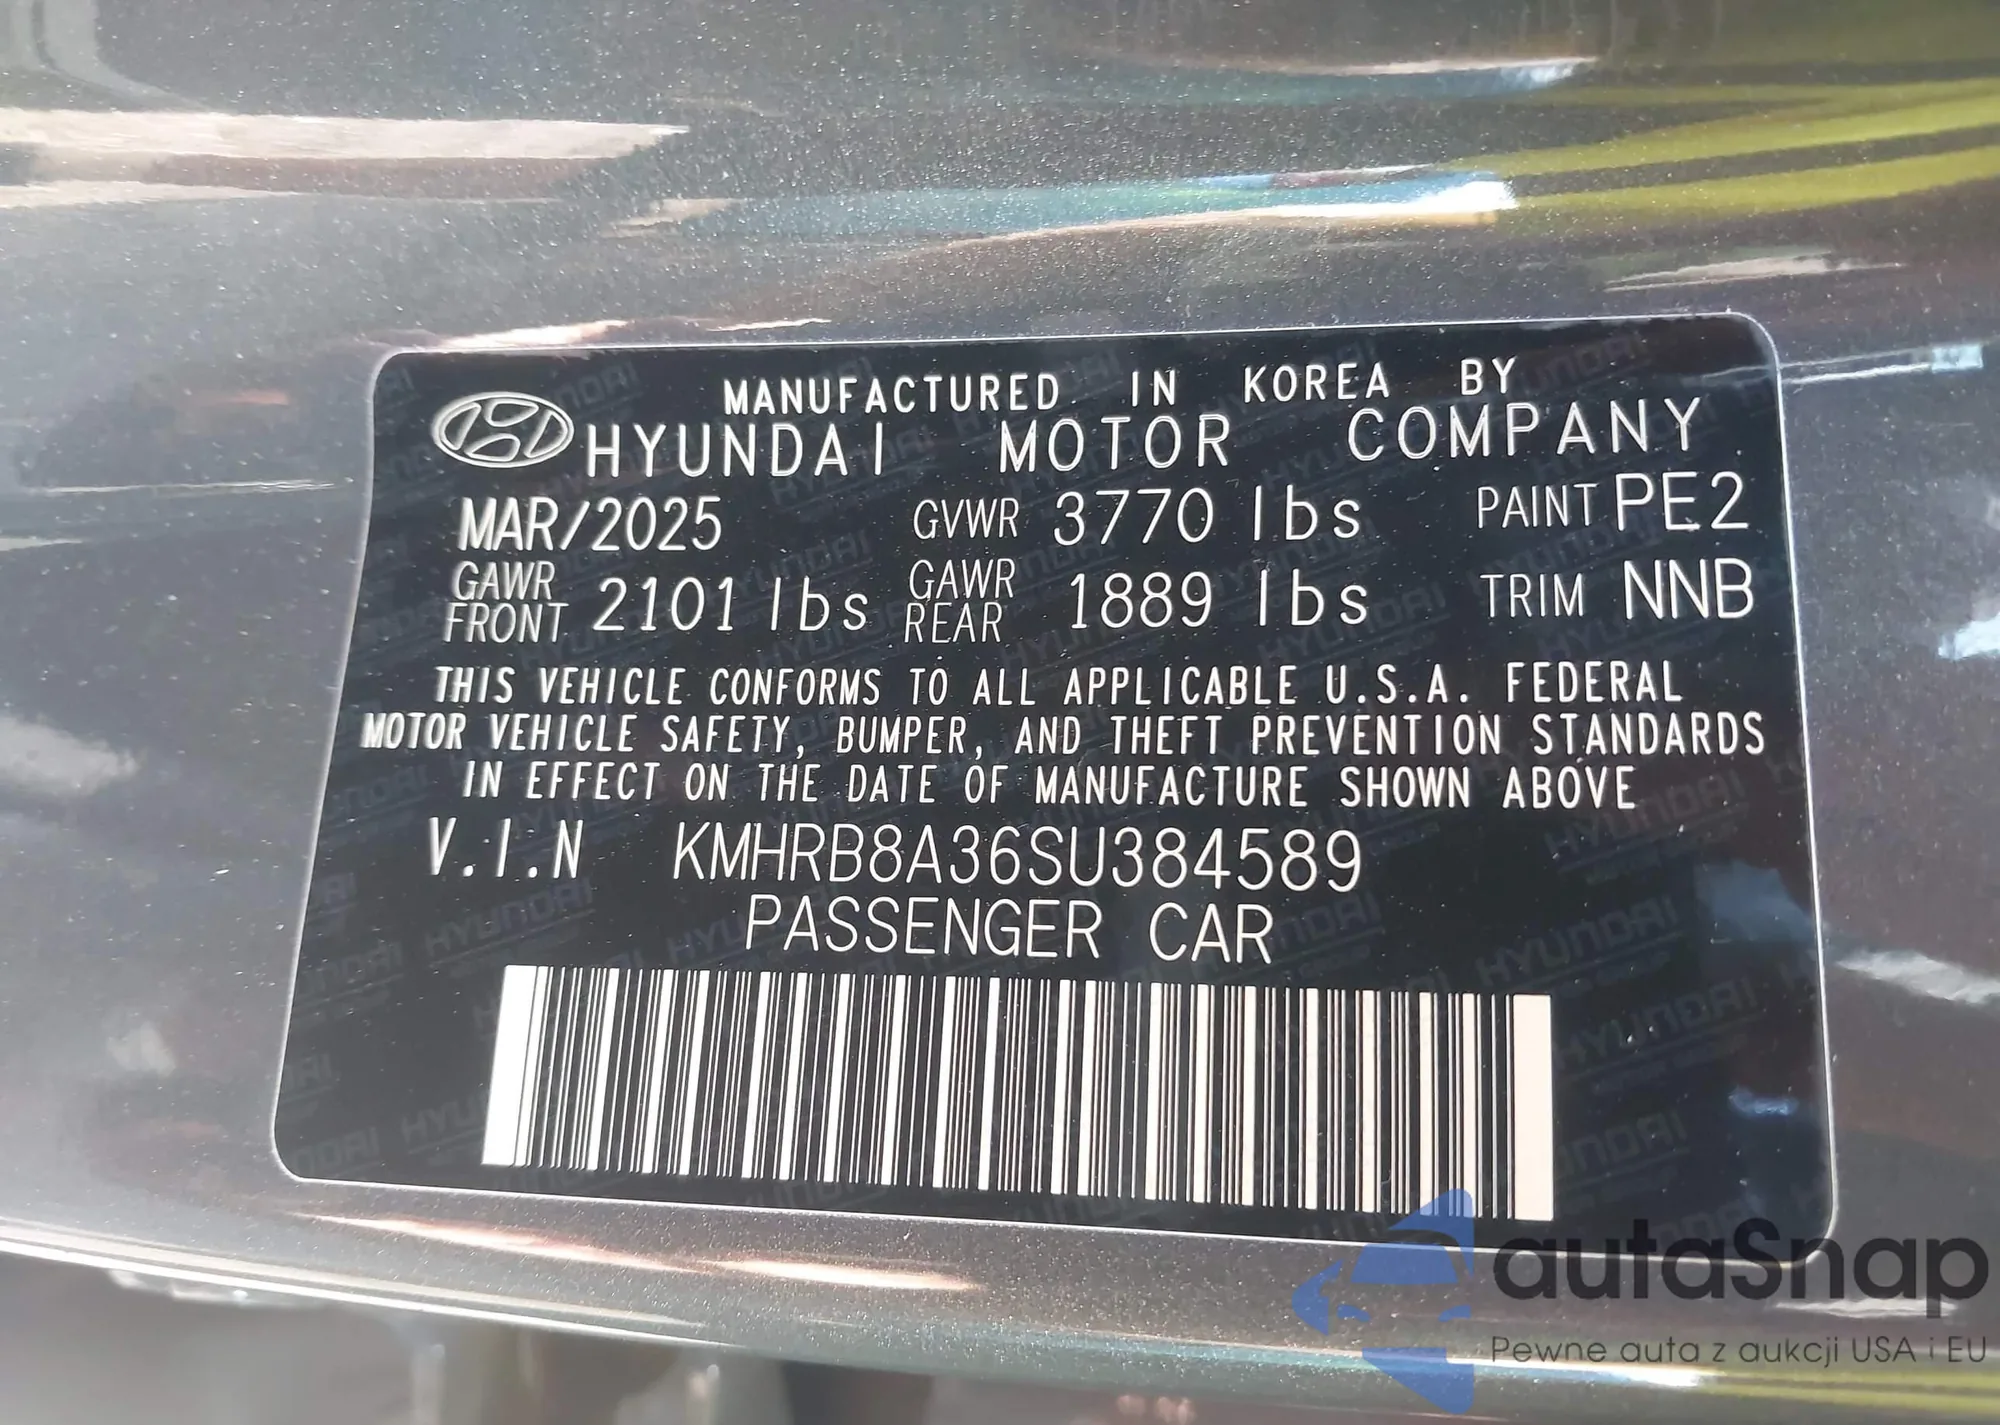 MANUFACTURED IN KOREA BY
HYUNDAI MOTOR COMPANY
MAR/2025 GVWR 3770 lbs PAINT PE2
GAWR FRONT 2101 lbs GAWR REAR 1889 lbs TRIM NNB
THIS VEHICLE CONFORMS TO ALL APPLICABLE U.S.A. FEDERAL
MOTOR VEHICLE SAFETY, BUMPER, AND THEFT PREVENTION STANDARDS
IN EFFECT ON THE DATE OF MANUFACTURE SHOWN ABOVE
V.I.N KMHRB8A36SU384589
PASSENGER CAR
autaSnap
Pewne auta z aukcji USA i EU